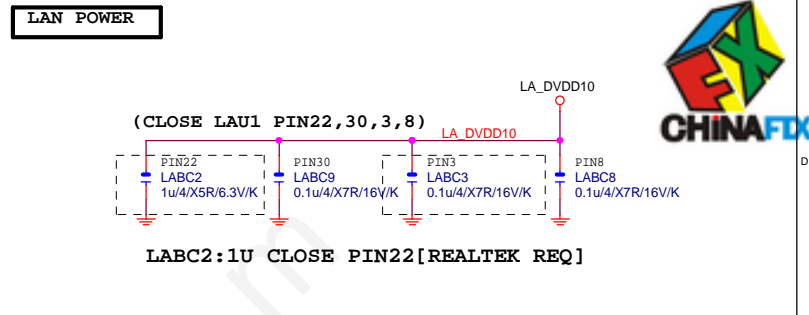 LAN POWER
LA_DVDD10
(CLOSE LAU1 PIN22,30,3,8)
LA_DVDD10
CHINAFIX
D
PIN22
LABC2
1u/4/X5R/6.3V/K
PIN30
LABC9
0.1u/4/X7R/16V/K
PIN3
LABC3
0.1u/4/X7R/16V/K
PIN8
LABC8
0.1u/4/X7R/16V/K
LABC2:1U CLOSE PIN22[REALTEK REQ]
m